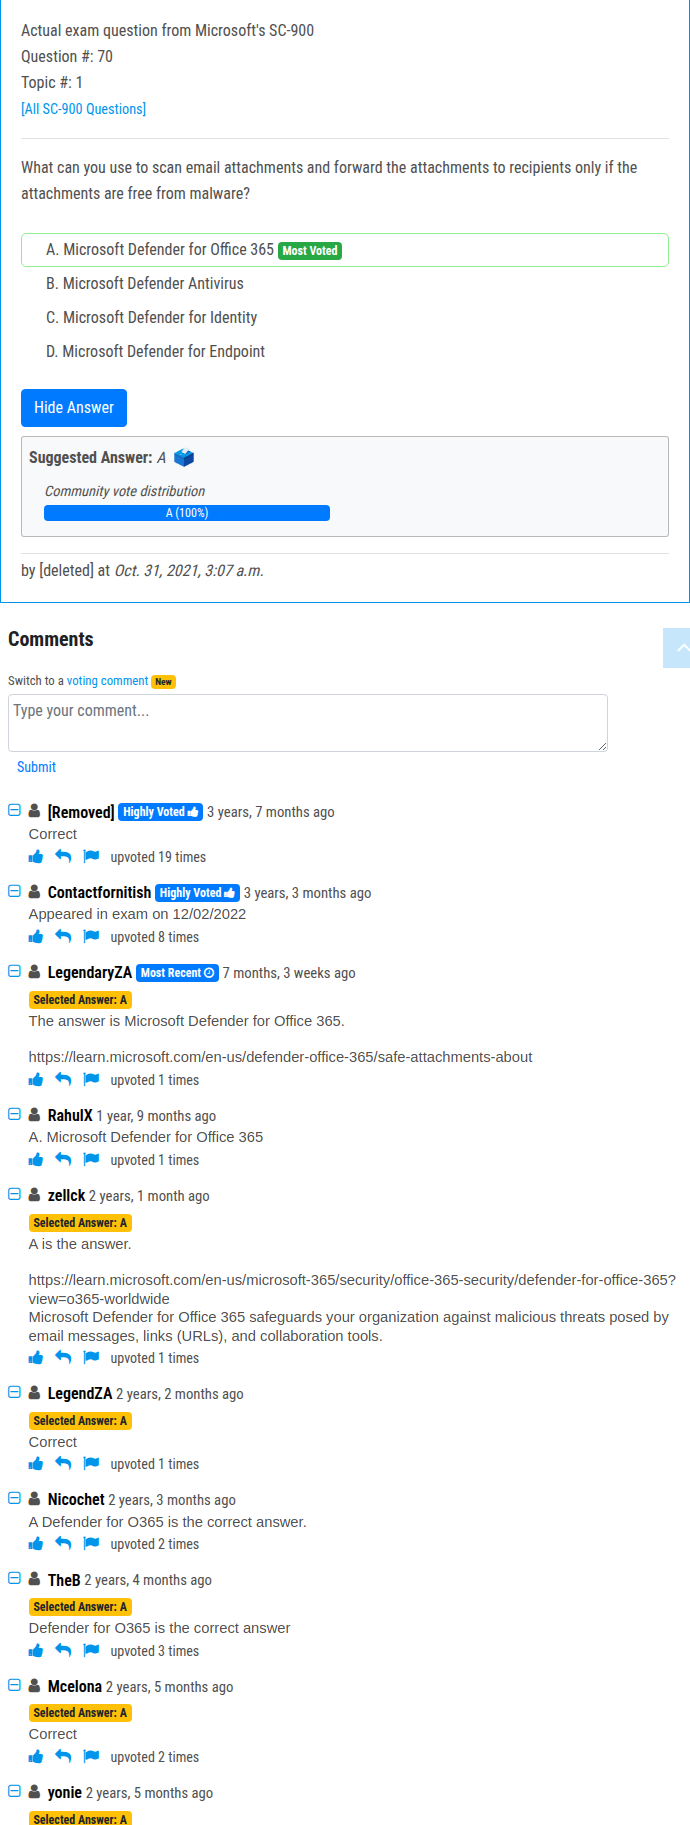 Actual exam question from Microsoft's SC-900
Question #: 70
Topic #: 1
[All SC-900 Questions]
What can you use to scan email attachments and forward the attachments to recipients only if the
attachments are free from malware?
A. Microsoft Defender for Office 365 Most Voted
B. Microsoft Defender Antivirus
C. Microsoft Defender for Identity
D. Microsoft Defender for Endpoint
Hide Answer
Suggested Answer: A
Community vote distribution
A (100%)
by [deleted] at Oct. 31, 2021, 3:07 a.m.
Comments
Switch to a voting comment New
Type your comment...
Submit
[Removed] Highly Voted 3 years, 7 months ago
Correct
upvoted 19 times
Contactfornitish Highly Voted 3 years, 3 months ago
Appeared in exam on 12/02/2022
upvoted 8 times
LegendaryZA Most Recent 7 months, 3 weeks ago
Selected Answer: A
The answer is Microsoft Defender for Office 365.
https://learn.microsoft.com/en-us/defender-office-365/safe-attachments-about
upvoted 1 times
RahulX 1 year, 9 months ago
A. Microsoft Defender for Office 365
upvoted 1 times
zellck 2 years, 1 month ago
Selected Answer: A
A is the answer.
https://learn.microsoft.com/en-us/microsoft-365/security/office-365-security/defender-for-office-365?
view=o365-worldwide
Microsoft Defender for Office 365 safeguards your organization against malicious threats posed by
email messages, links (URLs), and collaboration tools.
upvoted 1 times
LegendZA 2 years, 2 months ago
Selected Answer: A
Correct
upvoted 1 times
Nicochet 2 years, 3 months ago
A Defender for O365 is the correct answer.
upvoted 2 times
TheB 2 years, 4 months ago
Selected Answer: A
Defender for O365 is the correct answer
upvoted 3 times
Mcelona 2 years, 5 months ago
Selected Answer: A
Correct
upvoted 2 times
yonie 2 years, 5 months ago
Selected Answer: A